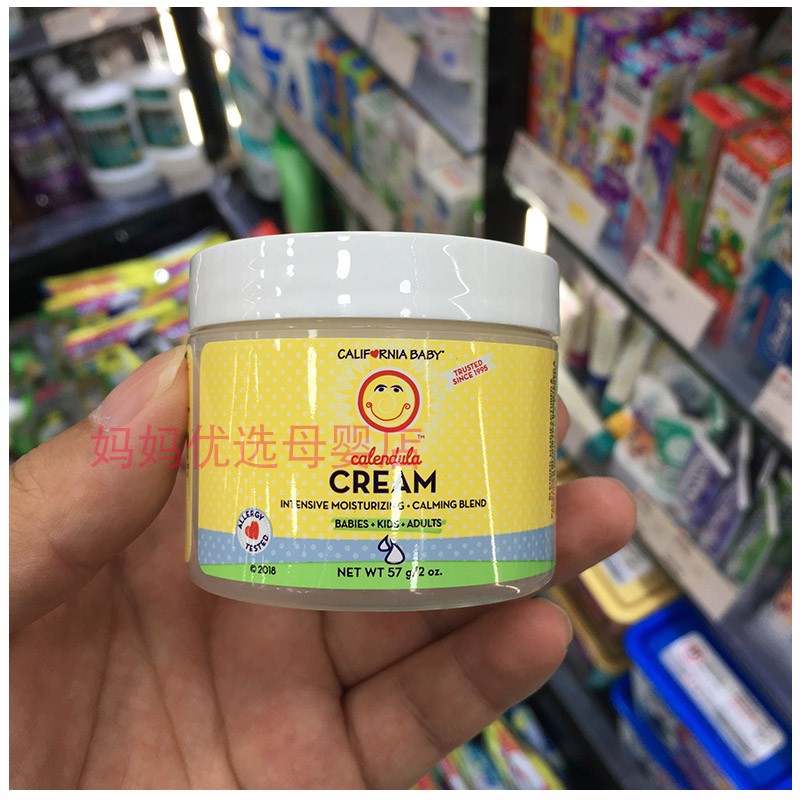 CALIFORNIA BABY
TRUSTED
SINCE 1995
妈妈优选母婴店
™
calendula
CREAM
INTENSIVE MOISTURIZING • CALMING BLEND
BABIES • KIDS • ADULTS
ALLERGY
TESTED
© 2018
NET WT 57 g/2 oz.